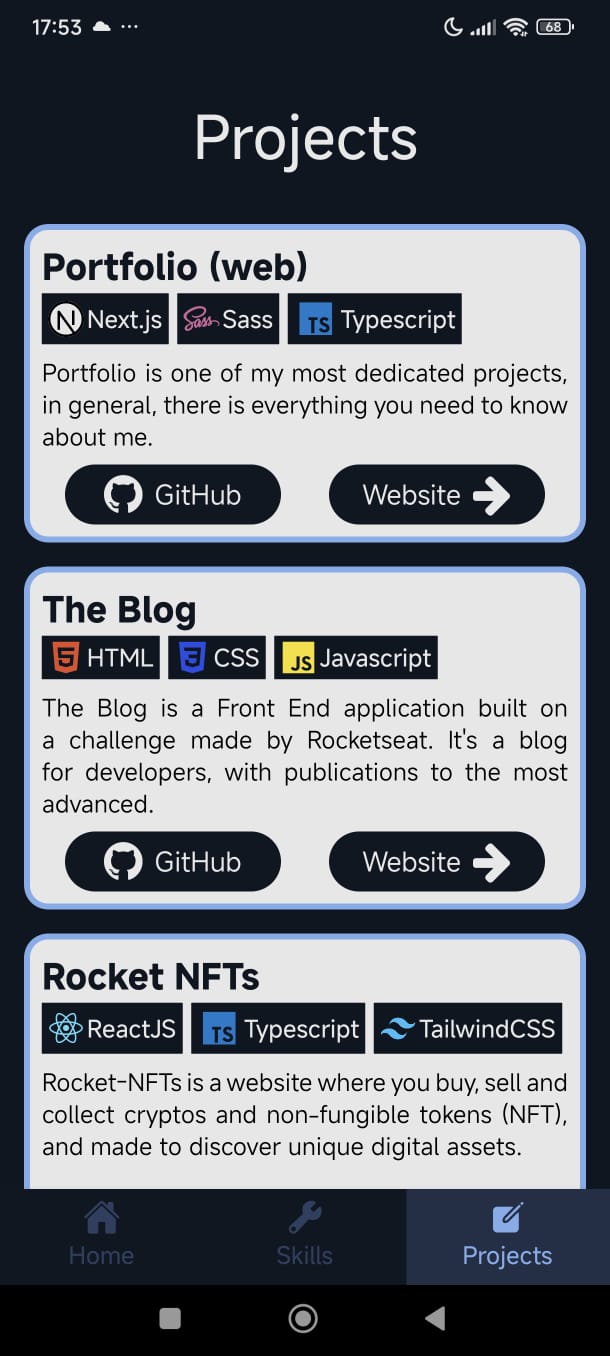 17:53 ... 68
Projects
Portfolio (web)
Next.js Sass Sass TS Typescript
Portfolio is one of my most dedicated projects,
in general, there is everything you need to know
about me.
GitHub Website
The Blog
5 HTML 3 CSS JS Javascript
The Blog is a Front End application built on
a challenge made by Rocketseat. It's a blog
for developers, with publications to the most
advanced.
GitHub Website
Rocket NFTs
ReactJS TS Typescript TailwindCSS
Rocket-NFTs is a website where you buy, sell and
collect cryptos and non-fungible tokens (NFT),
and made to discover unique digital assets.
Home Skills Projects